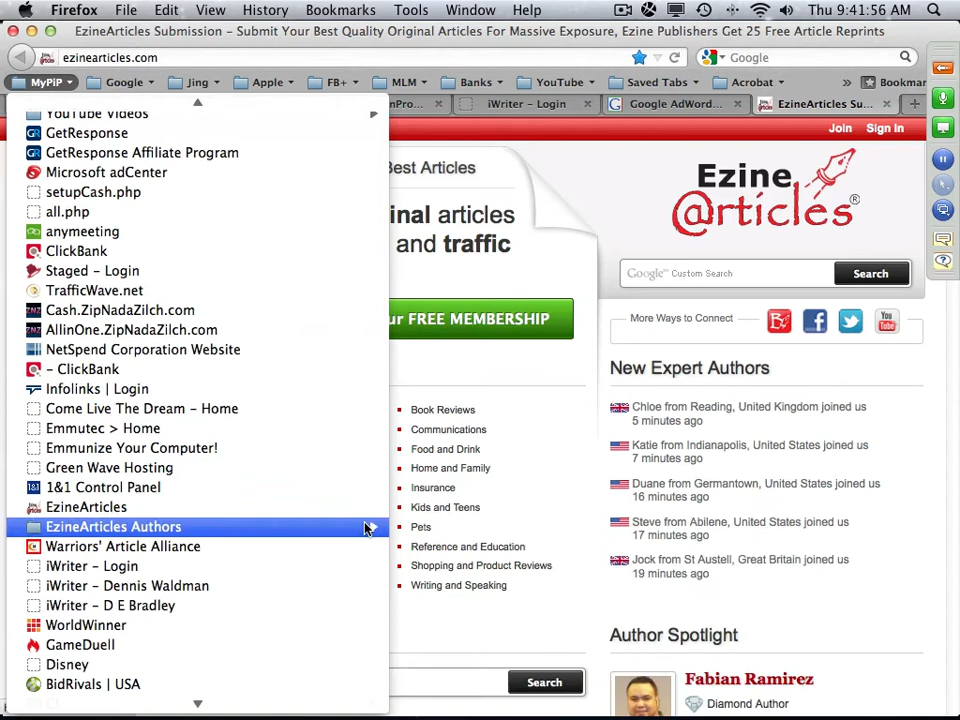 Firefox File Edit View History Bookmarks Tools Window Help Thu 9:41:56 AM
EzineArticles Submission – Submit Your Best Quality Original Articles For Massive Exposure, Ezine Publishers Get 25 Free Article Reprints
ezinearticles.com
Google
MyPiP Google Jing Apple FB+ MLM Banks YouTube Saved Tabs Acrobat » Bookmar
iWriter – Login Google AdWord... EzineArticles Su...
Join Sign in
YouTube Videos
GetResponse
GetResponse Affiliate Program
Microsoft adCenter
setupCash.php
all.php
anymeeting
ClickBank
Staged – Login
TrafficWave.net
Cash.ZipNadaZilch.com
AllinOne.ZipNadaZilch.com
NetSpend Corporation Website
– ClickBank
Infolinks | Login
Come Live The Dream – Home
Emmutec > Home
Emmunize Your Computer!
Green Wave Hosting
1&1 Control Panel
EzineArticles
EzineArticles Authors
Warriors' Article Alliance
iWriter – Login
iWriter – Dennis Waldman
iWriter – D E Bradley
WorldWinner
GameDuell
Disney
BidRivals | USA
Best Articles
inal articles
and traffic
ur FREE MEMBERSHIP
Book Reviews
Communications
Food and Drink
Home and Family
Insurance
Kids and Teens
Pets
Reference and Education
Shopping and Product Reviews
Writing and Speaking
Search
Ezine
@rticles®
Google™ Custom Search
Search
More Ways to Connect
You
Tube
New Expert Authors
Chloe from Reading, United Kingdom joined us
5 minutes ago
Katie from Indianapolis, United States joined us
7 minutes ago
Duane from Germantown, United States joined us
16 minutes ago
Steve from Abilene, United States joined us
17 minutes ago
Jock from St Austell, Great Britain joined us
19 minutes ago
Author Spotlight
Fabian Ramirez
Diamond Author